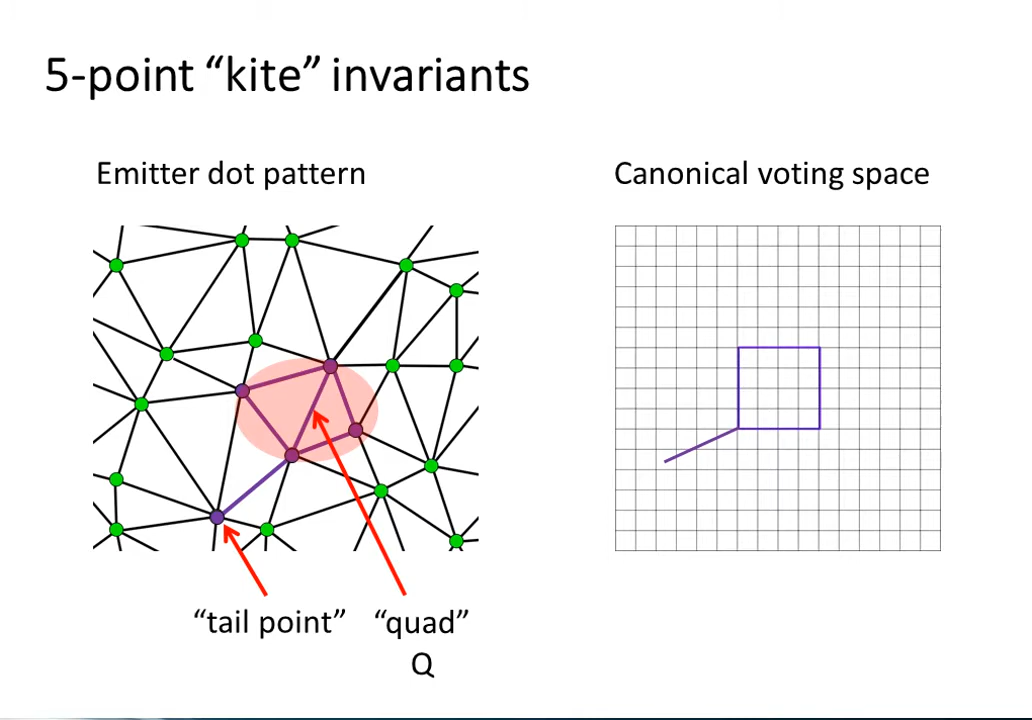 5-point “kite” invariants
Emitter dot pattern
Canonical voting space
“tail point”
“quad”
Q